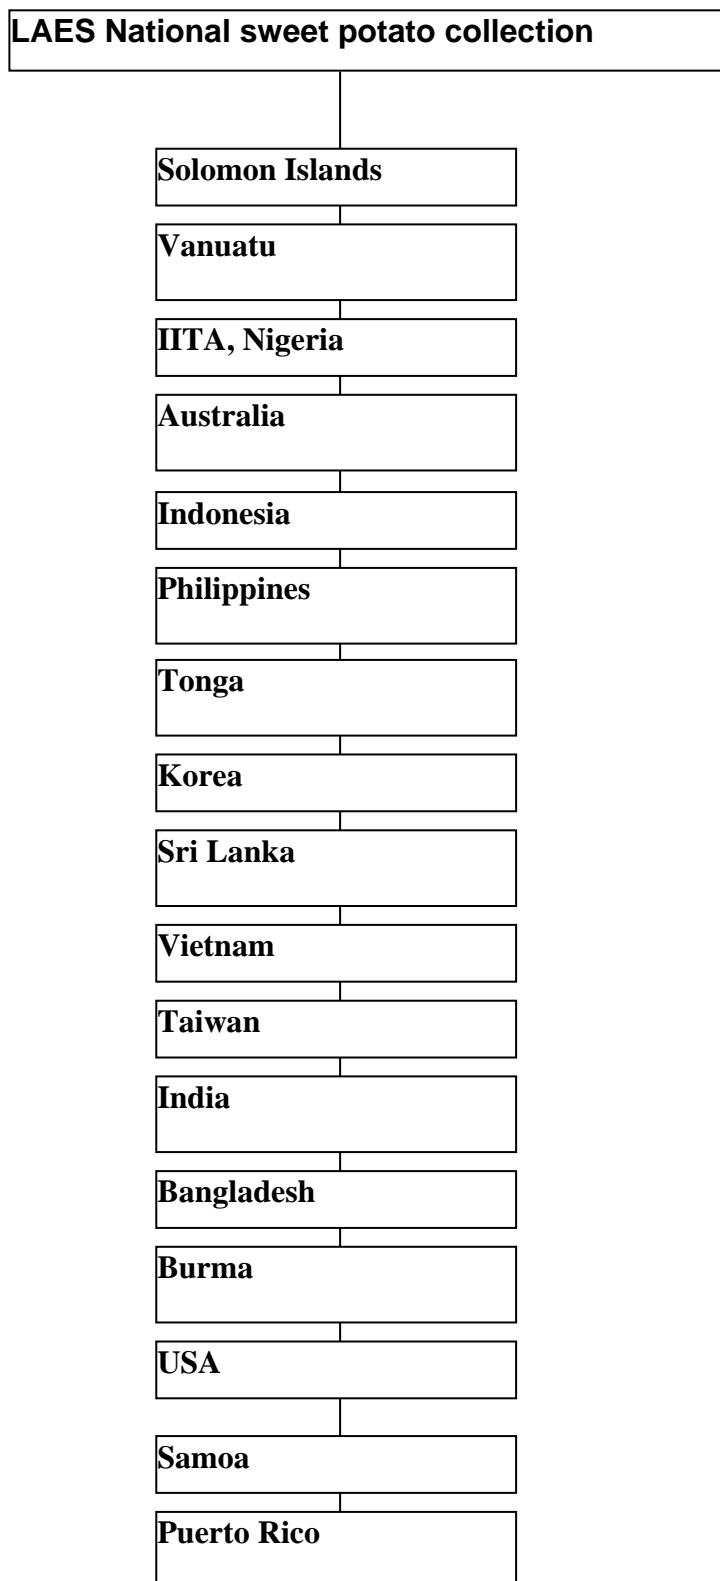 LAES National sweet potato collection
Solomon Islands
Vanuatu
IITA, Nigeria
Australia
Indonesia
Philippines
Tonga
Korea
Sri Lanka
Vietnam
Taiwan
India
Bangladesh
Burma
USA
Samoa
Puerto Rico